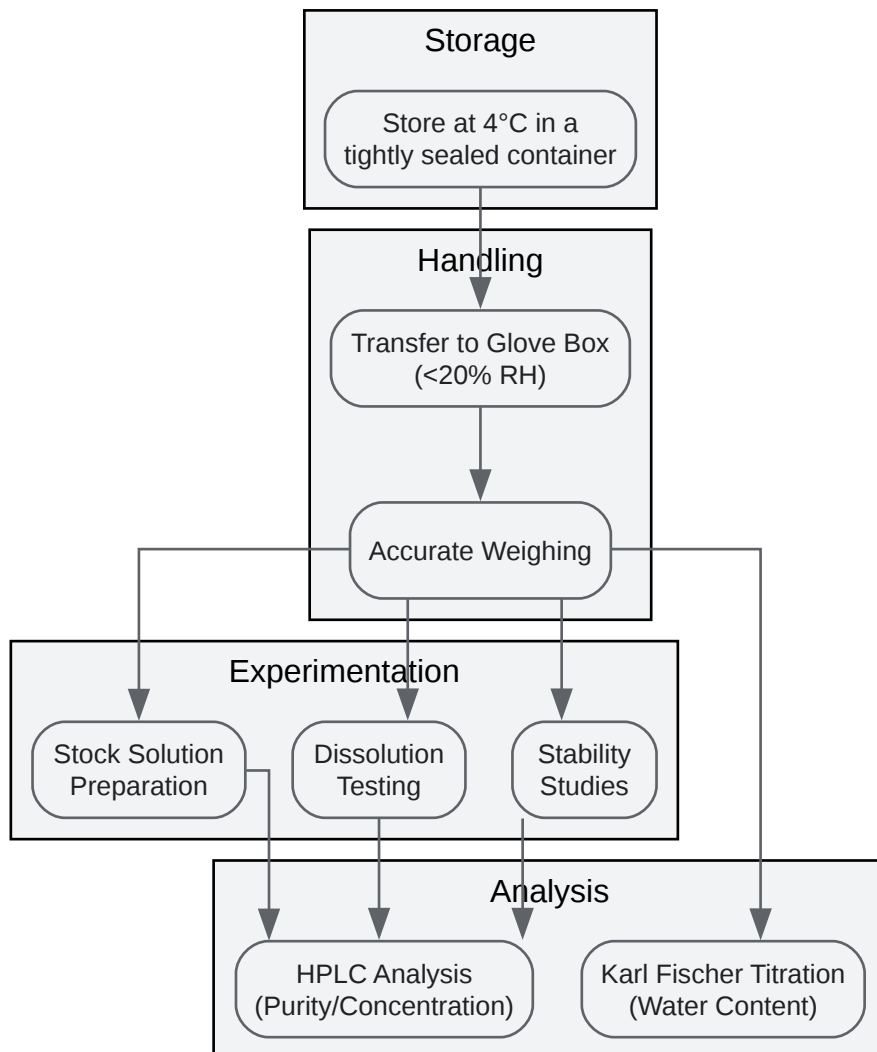 Storage
Store at 4°C in a
tightly sealed container
Handling
Transfer to Glove Box
(<20% RH)
Accurate Weighing
Experimentation
Stock Solution
Preparation
Dissolution
Testing
Stability
Studies
Analysis
HPLC Analysis
(Purity/Concentration)
Karl Fischer Titration
(Water Content)